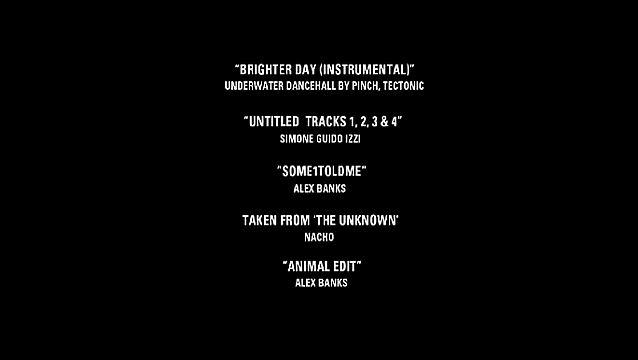 “BRIGHTER DAY (INSTRUMENTAL)”
UNDERWATER DANCEHALL BY PINCH, TECTONIC
“UNTITLED TRACKS 1, 2, 3 & 4”
SIMONE GUIDO IZZI
“SOME1TOLDME”
ALEX BANKS
TAKEN FROM ‘THE UNKNOWN’
NACHO
“ANIMAL EDIT”
ALEX BANKS